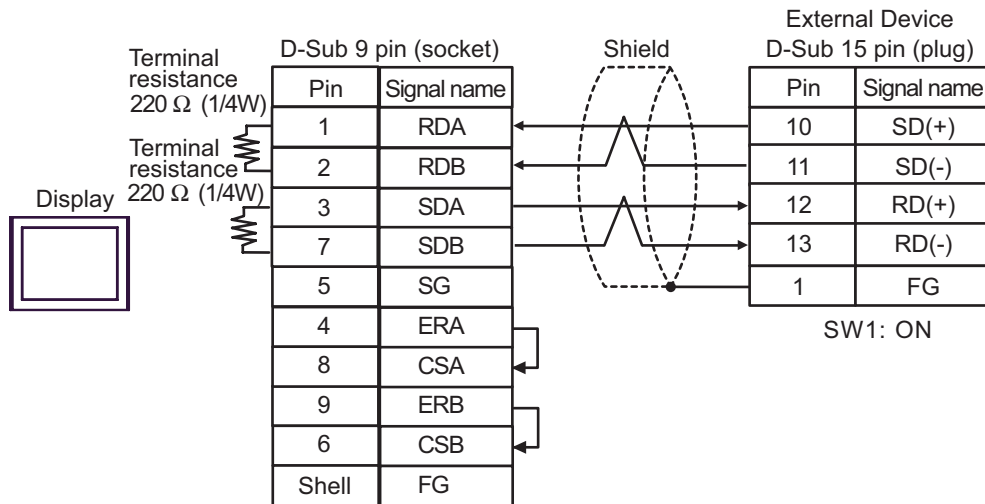 External Device
D-Sub 9 pin (socket)
Shield
D-Sub 15 pin (plug)
Terminal
resistance
220 Ω (1/4W)
Terminal
resistance
220 Ω (1/4W)
Display
Pin Signal name
1 RDA
2 RDB
3 SDA
7 SDB
5 SG
4 ERA
8 CSA
9 ERB
6 CSB
Shell FG
Pin Signal name
10 SD(+)
11 SD(-)
12 RD(+)
13 RD(-)
1 FG
SW1: ON